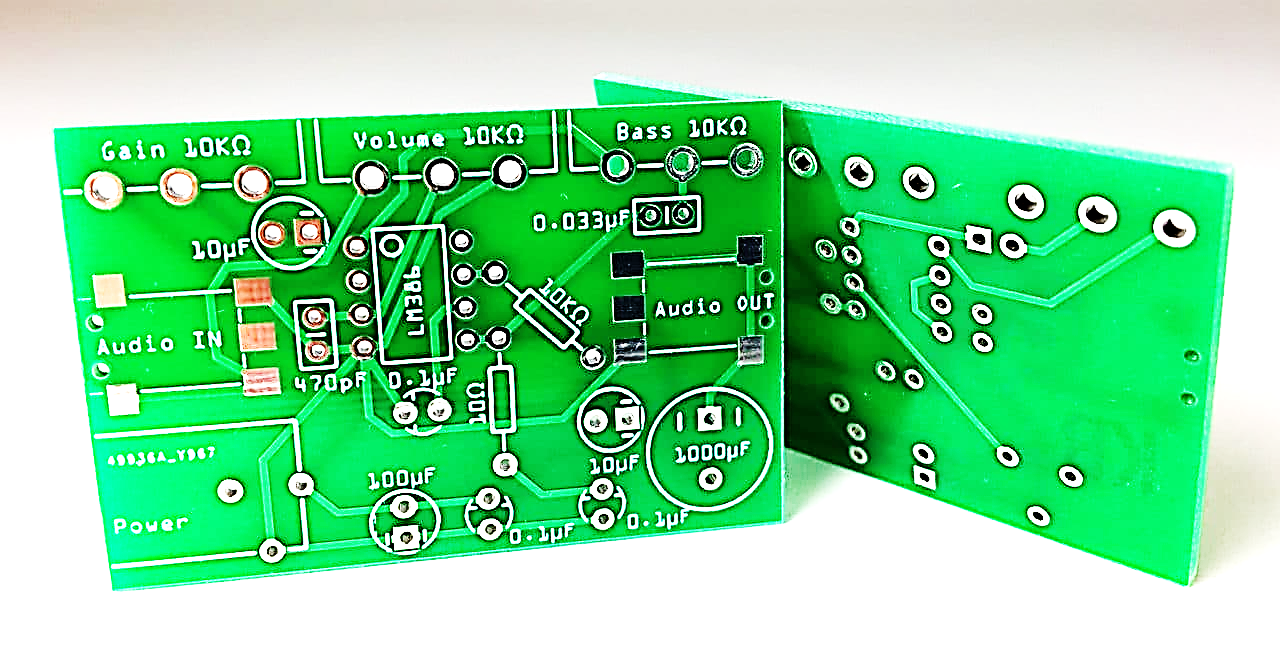 Gain 10KΩ
Volume 10KΩ
Bass 10KΩ
0.033µF
10µF
LM386
10KΩ
Audio IN
Audio OUT
470pF
0.1µF
10Ω
49936A_Y967
Power
100µF
0.1µF
10µF
0.1µF
1000µF